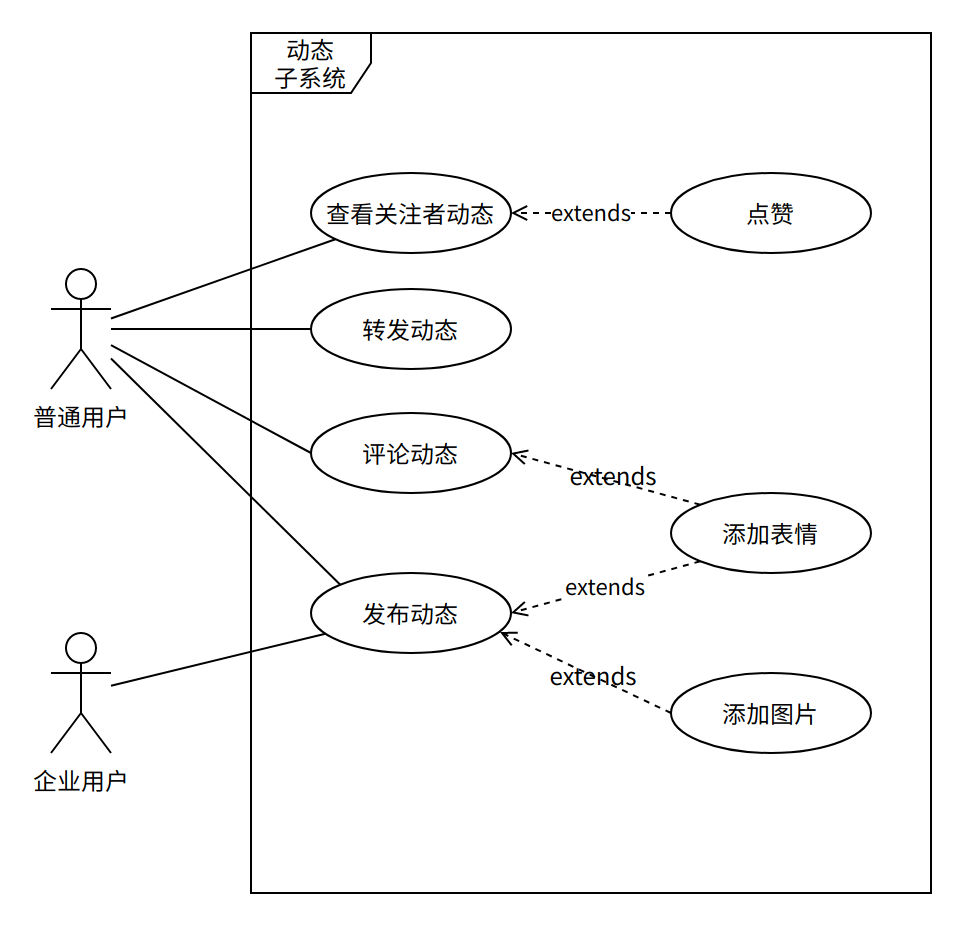 动态
子系统
查看关注者动态
extends
点赞
转发动态
普通用户
评论动态
extends
添加表情
extends
发布动态
extends
添加图片
企业用户